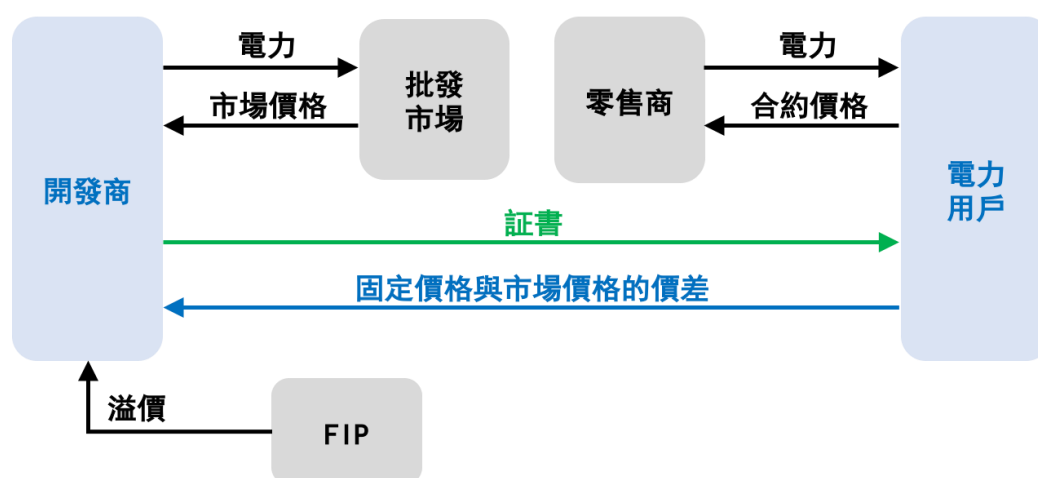 電力
電力
批發
市場
零售商
市場價格
合約價格
開發商
電力
用戶
証書
固定價格與市場價格的價差
溢價
FIP